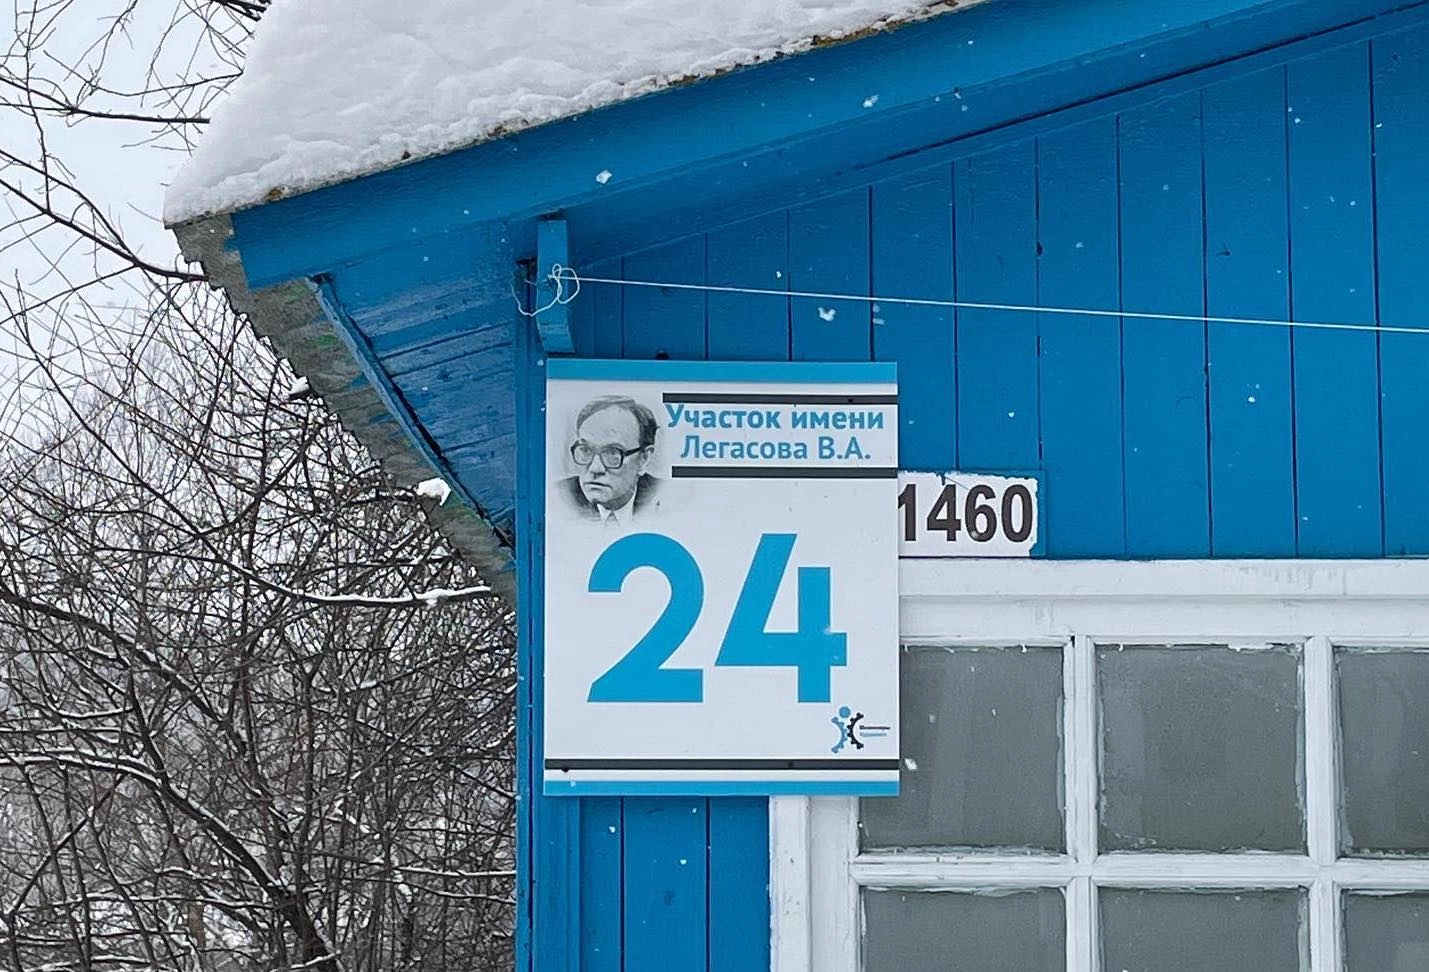 Участок имени
Легасова В.А.
1460
24